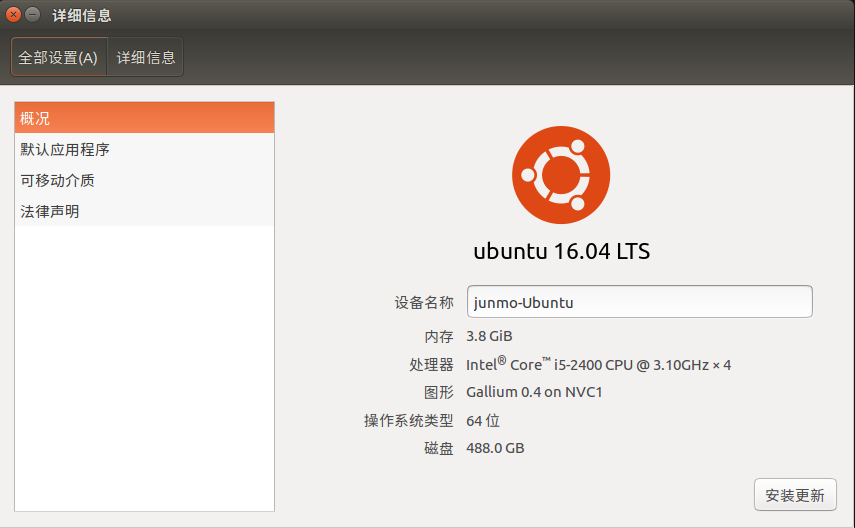 详细信息
全部设置(A) 详细信息
概况
默认应用程序
可移动介质
法律声明
ubuntu 16.04 LTS
设备名称 junmo-Ubuntu
内存 3.8 GiB
处理器 Intel® Core™ i5-2400 CPU @ 3.10GHz × 4
图形 Gallium 0.4 on NVC1
操作系统类型 64 位
磁盘 488.0 GB
安装更新